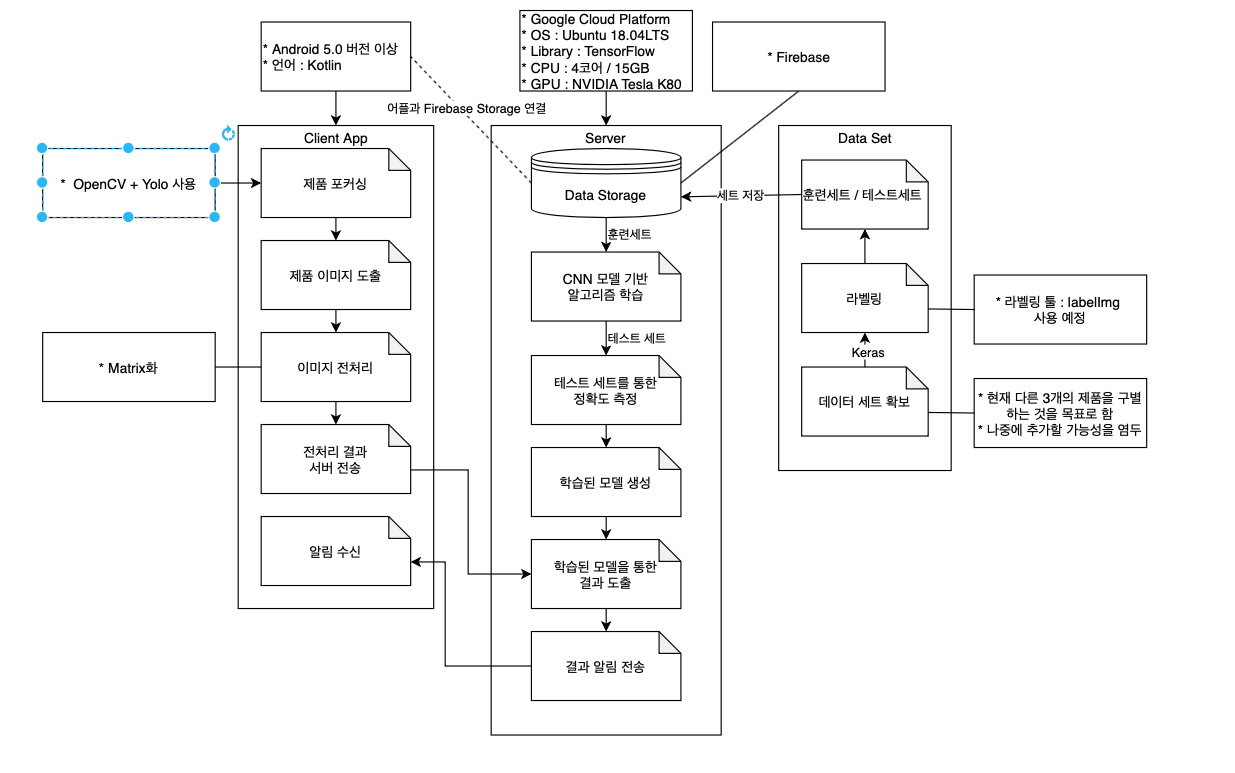 * Android 5.0 버전 이상
* 언어 : Kotlin
* Google Cloud Platform
* OS : Ubuntu 18.04LTS
* Library : TensorFlow
* CPU : 4코어 / 15GB
* GPU : NVIDIA Tesla K80
* Firebase
어플과 Firebase Storage 연결
Client App
* OpenCV + Yolo 사용
제품 포커싱
제품 이미지 도출
* Matrix화
이미지 전처리
전처리 결과
서버 전송
알림 수신
Server
Data Storage
훈련세트
CNN 모델 기반
알고리즘 학습
테스트 세트
테스트 세트를 통한
정확도 측정
학습된 모델 생성
학습된 모델을 통한
결과 도출
결과 알림 전송
Data Set
세트 저장
훈련세트 / 테스트세트
라벨링
* 라벨링 툴 : labelImg
사용 예정
Keras
데이터 세트 확보
* 현재 다른 3개의 제품을 구별
하는 것을 목표로 함
* 나중에 추가할 가능성을 염두